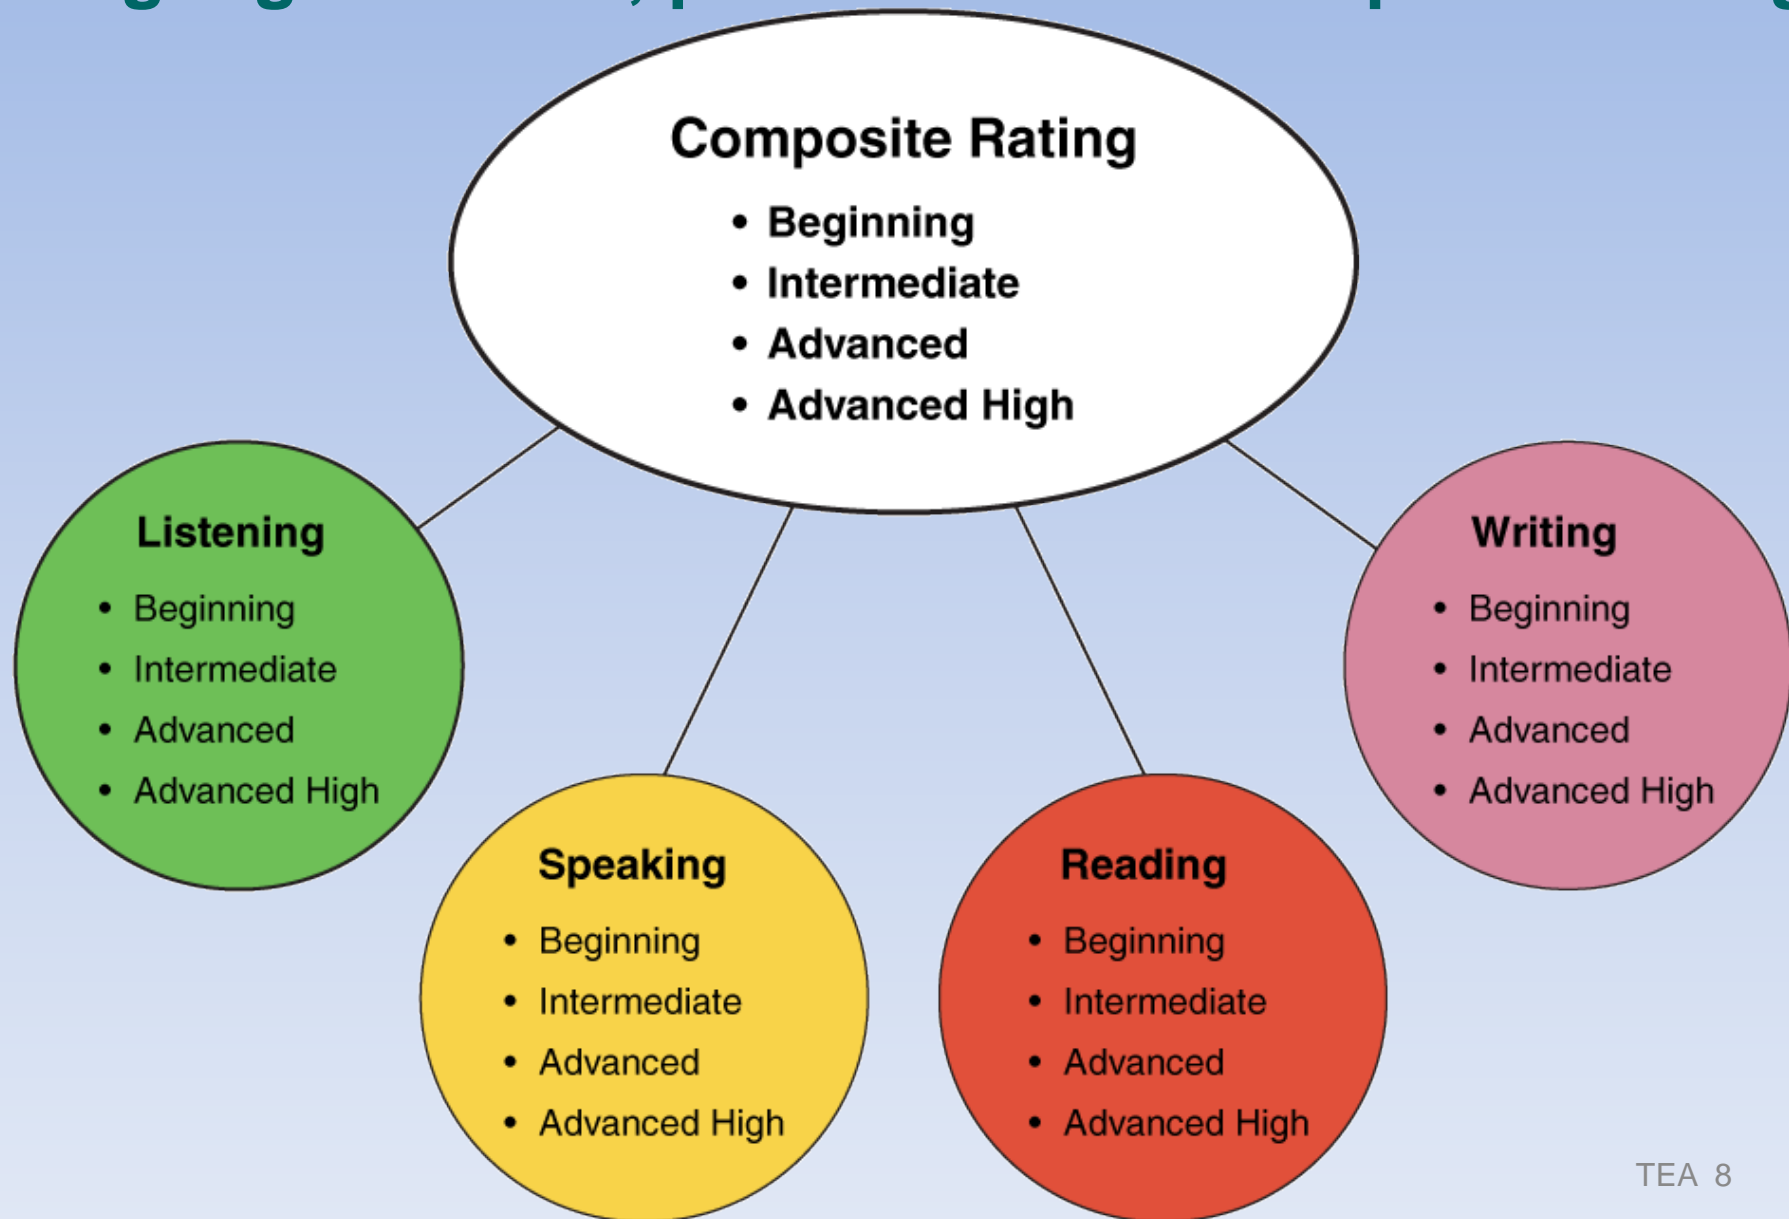 Composite Rating
• Beginning
• Intermediate
• Advanced
• Advanced High
Listening
• Beginning
• Intermediate
• Advanced
• Advanced High
Speaking
• Beginning
• Intermediate
• Advanced
• Advanced High
Reading
• Beginning
• Intermediate
• Advanced
• Advanced High
Writing
• Beginning
• Intermediate
• Advanced
• Advanced High
TEA 8